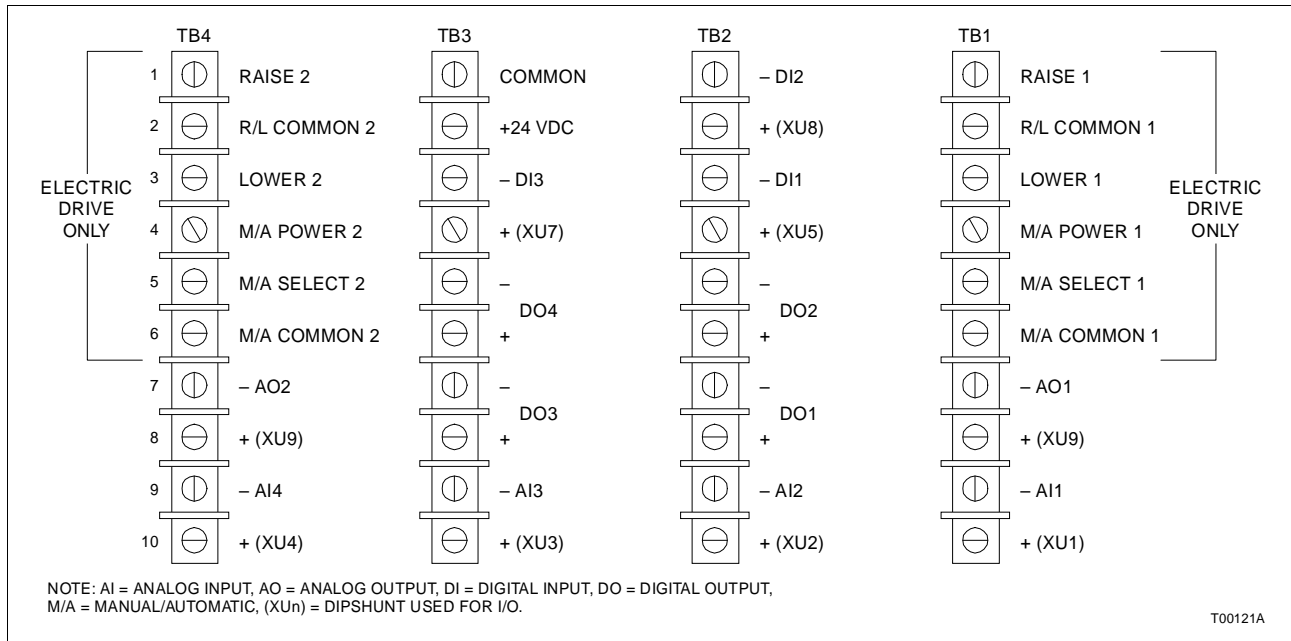 TB4 TB3 TB2 TB1
1 RAISE 2 COMMON – DI2 RAISE 1
2 R/L COMMON 2 +24 VDC + (XU8) R/L COMMON 1
3 LOWER 2 – DI3 – DI1 LOWER 1
ELECTRIC DRIVE ONLY
ELECTRIC DRIVE ONLY
4 M/A POWER 2 + (XU7) + (XU5) M/A POWER 1
5 M/A SELECT 2 – – M/A SELECT 1
DO4 DO2
6 M/A COMMON 2 + + M/A COMMON 1
7 – AO2 – – – AO1
DO3 DO1
8 + (XU9) + + + (XU9)
9 – AI4 – AI3 – AI2 – AI1
10 + (XU4) + (XU3) + (XU2) + (XU1)
NOTE: AI = ANALOG INPUT, AO = ANALOG OUTPUT, DI = DIGITAL INPUT, DO = DIGITAL OUTPUT,
M/A = MANUAL/AUTOMATIC, (XUn) = DIPSHUNT USED FOR I/O.
T00121A